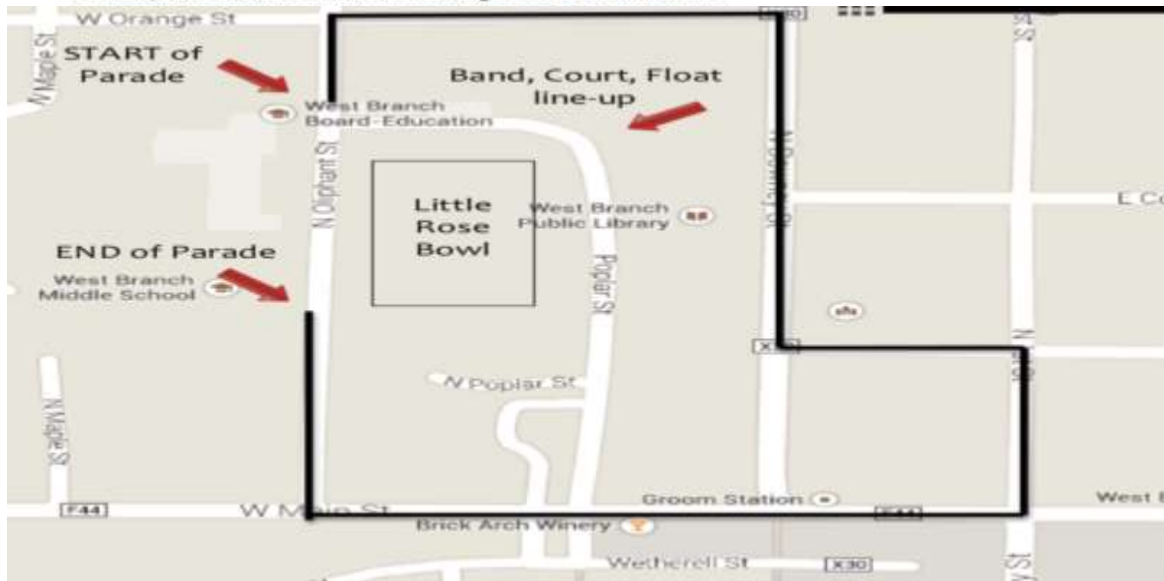 W Orange St
X30
N Maple St
START of
Parade
Band, Court, Float
line-up
West Branch
Board-Education
N Oliphant St
Little
Rose
Bowl
West Branch
Public Library
END of Parade
West Branch
Middle School
Poplar St
W Poplar St
N Maple St
Groom Station
F44
W Main St
F44
Brick Arch Winery
Wetherell St
X30